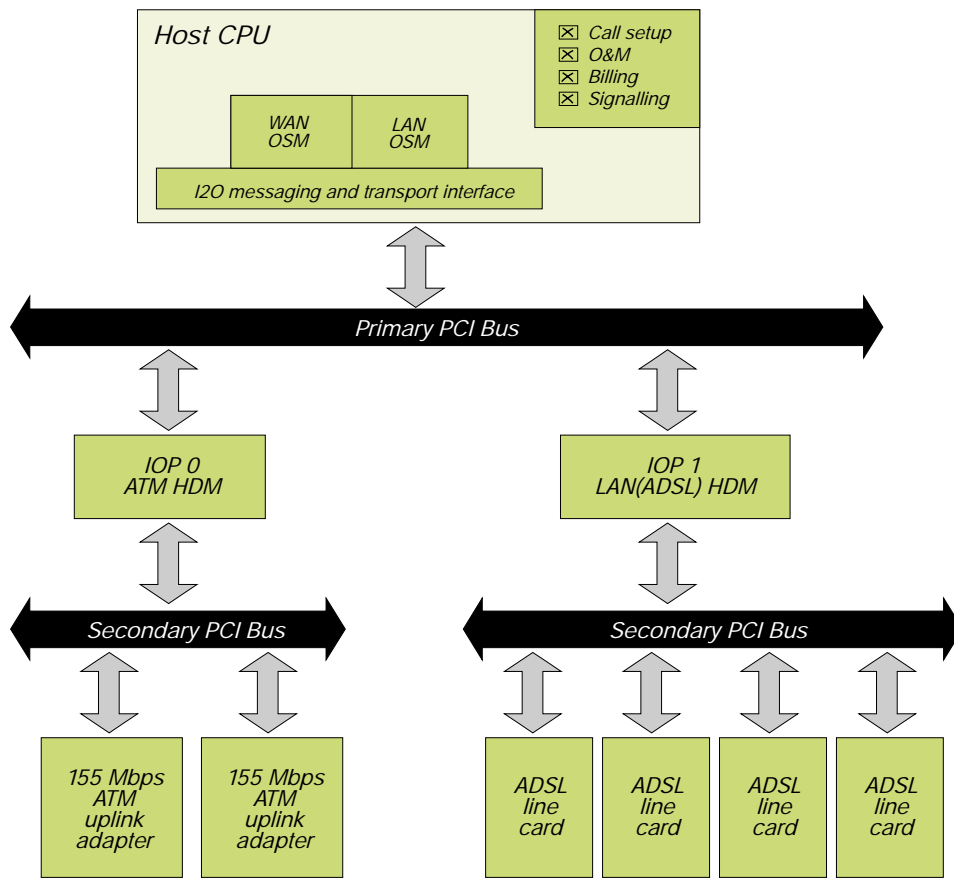 Host CPU
Call setup
O&M
Billing
Signalling
WAN
OSM
LAN
OSM
I2O messaging and transport interface
Primary PCI Bus
IOP 0
ATM HDM
IOP 1
LAN(ADSL) HDM
Secondary PCI Bus
Secondary PCI Bus
155 Mbps
ATM
uplink
adapter
155 Mbps
ATM
uplink
adapter
ADSL
line
card
ADSL
line
card
ADSL
line
card
ADSL
line
card